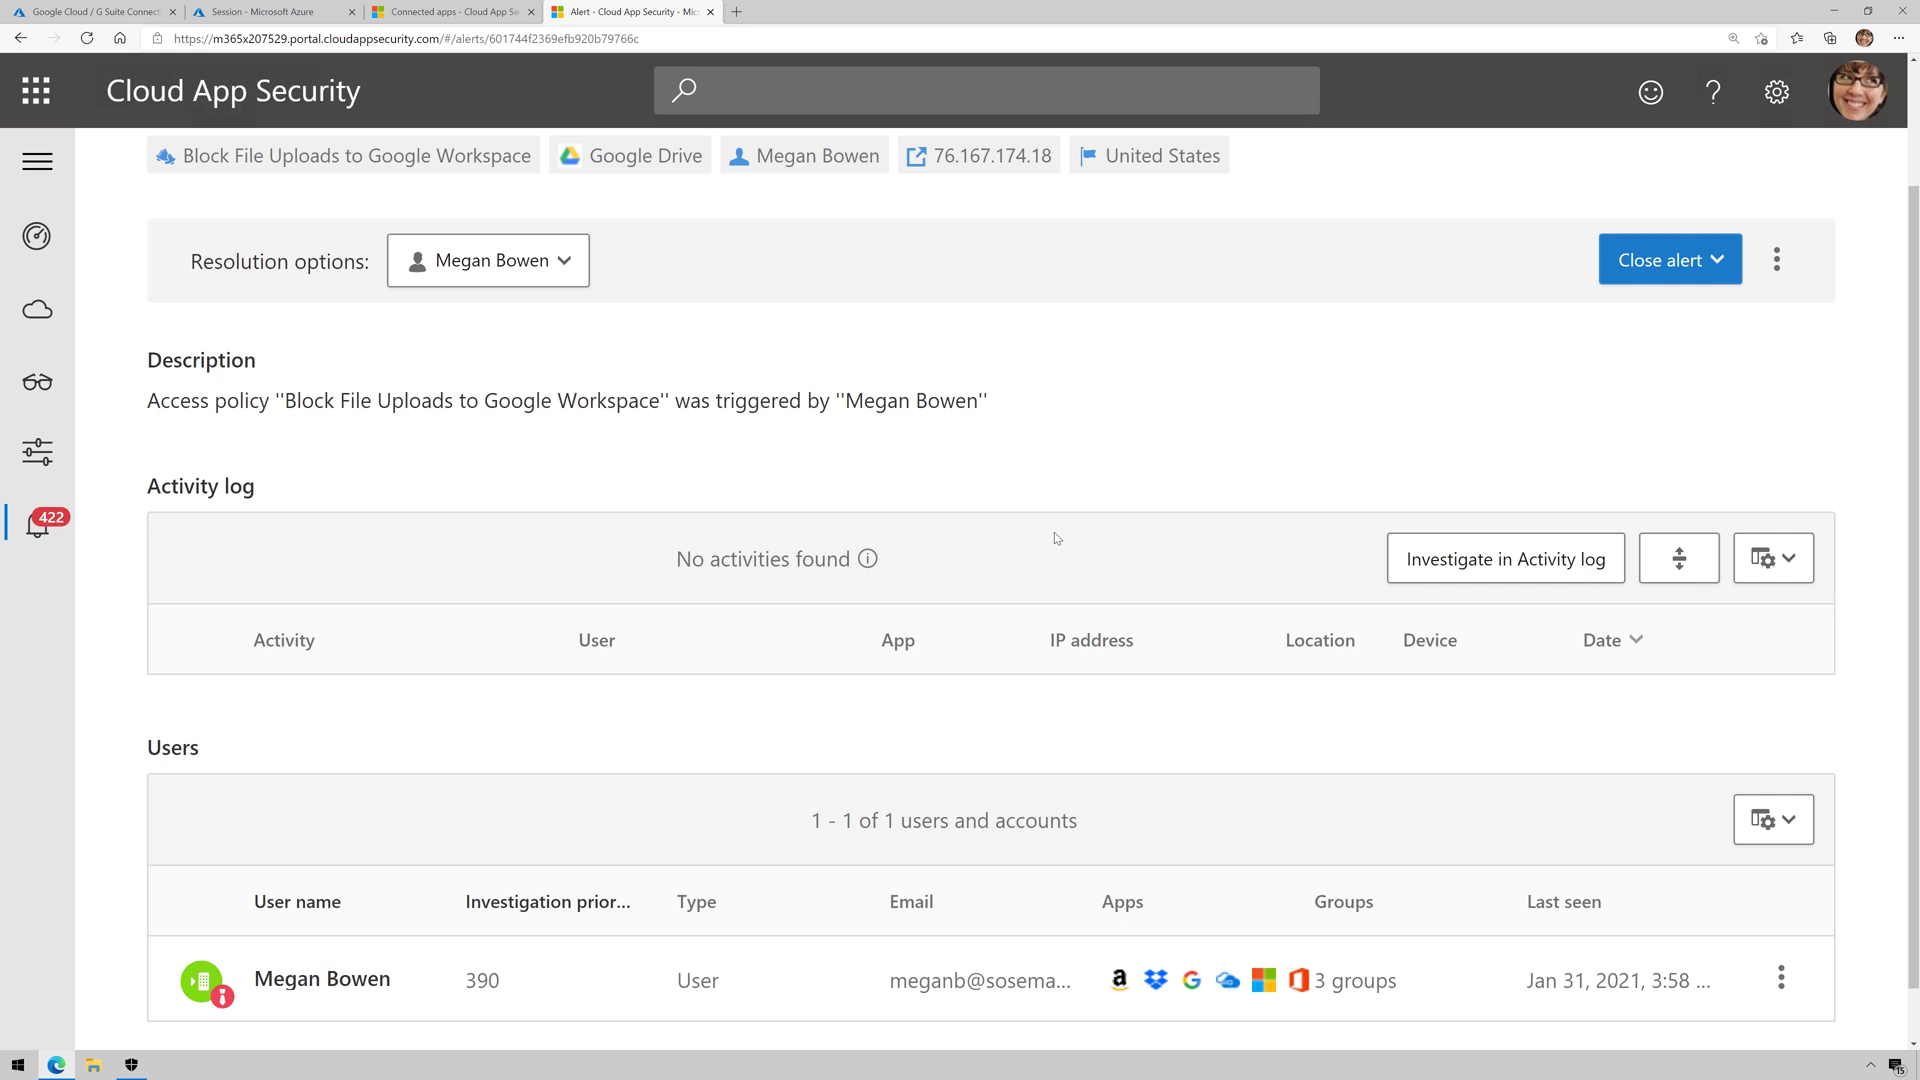 Google Cloud / G Suite Connect
Session - Microsoft Azure
Connected apps - Cloud App Se
Alert - Cloud App Security - Mic
https://m365x207529.portal.cloudappsecurity.com/#/alerts/601744f2369efb920b79766c
Cloud App Security
Block File Uploads to Google Workspace
Google Drive
Megan Bowen
76.167.174.18
United States
Resolution options:
Megan Bowen
Close alert
Description
Access policy "Block File Uploads to Google Workspace" was triggered by "Megan Bowen"
422
Activity log
No activities found
Investigate in Activity log
Activity User App IP address Location Device Date
Users
1 - 1 of 1 users and accounts
User name Investigation prior... Type Email Apps Groups Last seen
Megan Bowen 390 User meganb@sosema... 3 groups Jan 31, 2021, 3:58 ...
15